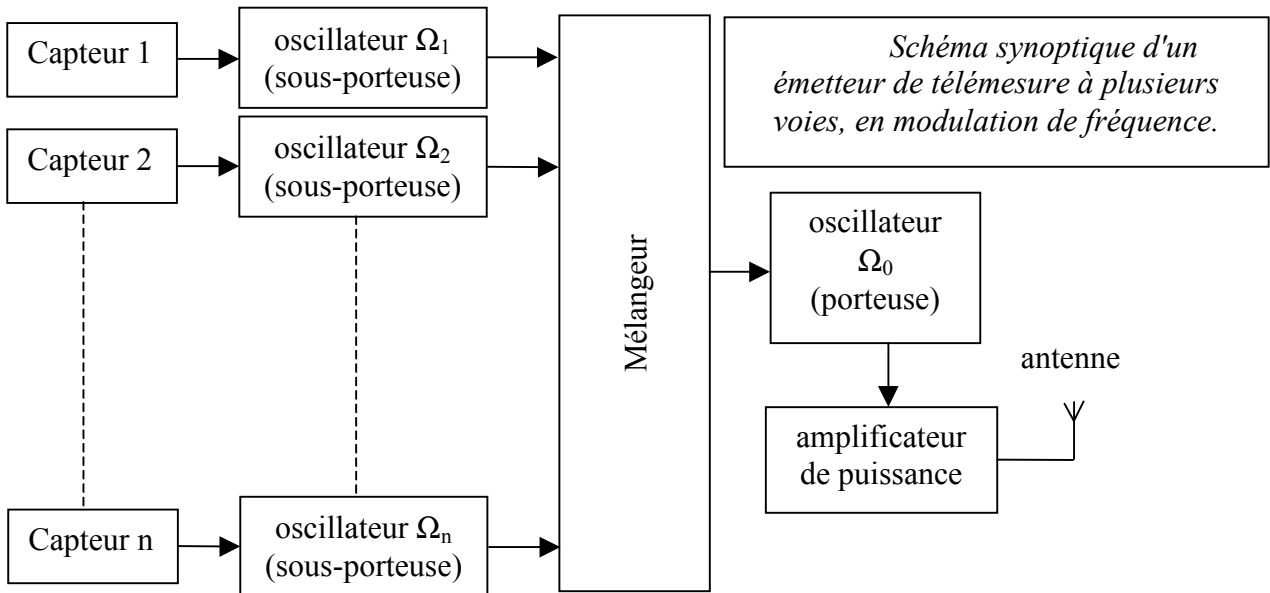 Capteur 1
oscillateur Ω₁
(sous-porteuse)
Schéma synoptique d'un
émetteur de télémesure à plusieurs
voies, en modulation de fréquence.
Capteur 2
oscillateur Ω₂
(sous-porteuse)
Mélangeur
oscillateur
Ω₀
(porteuse)
antenne
amplificateur
de puissance
Capteur n
oscillateur Ωₙ
(sous-porteuse)